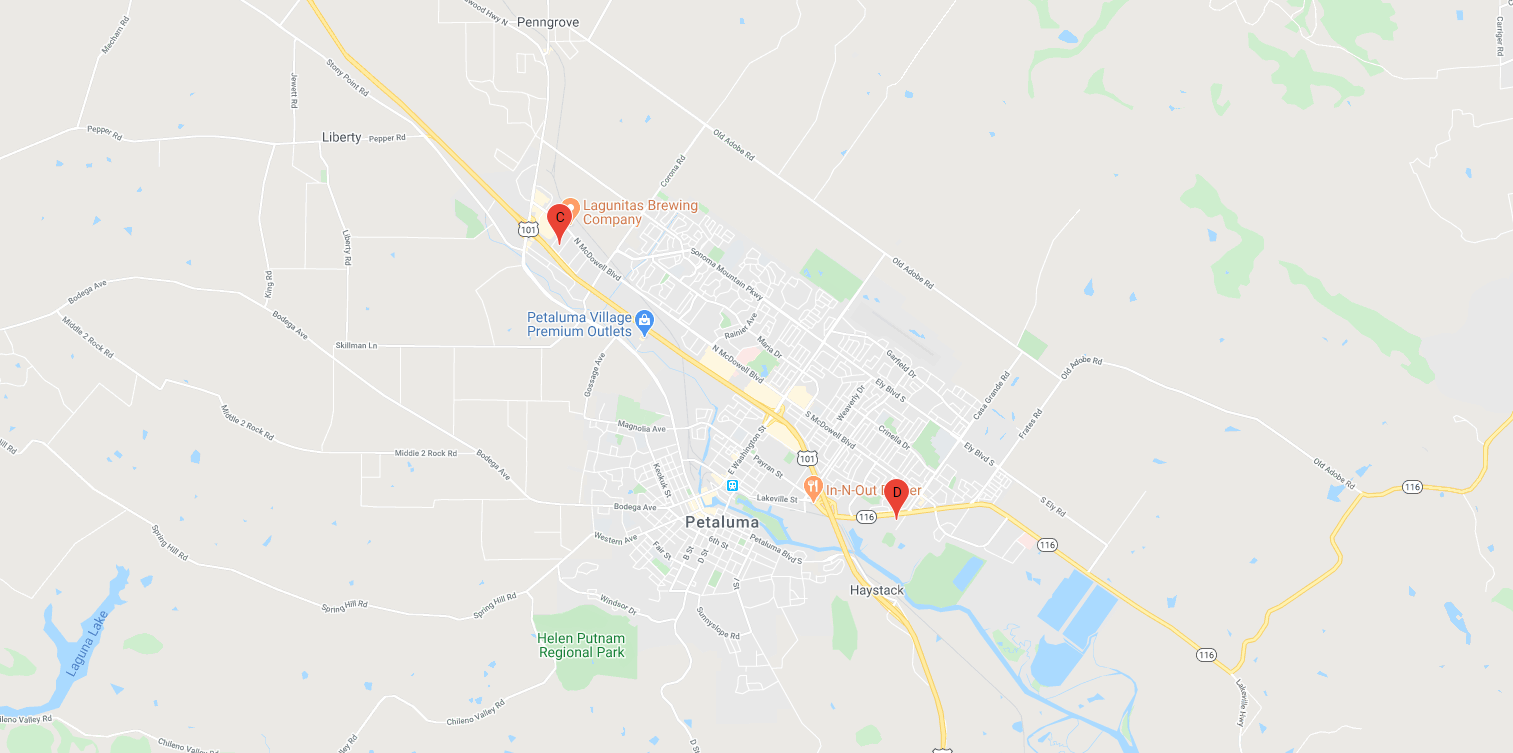 Redwood Hwy N
Penngrove
Mecham Rd
Carriger Rd
Stony Point Rd
Jewett Rd
Pepper Rd
Liberty
Pepper Rd
Old Adobe Rd
Corona Rd
Lagunitas Brewing
Company
C
101
Liberty Rd
N McDowell Blvd
Sonoma Mountain Pkwy
Old Adobe Rd
King Rd
Bodega Ave
Bodega Ave
Middle 2 Rock Rd
Petaluma Village
Premium Outlets
Rainier Ave
Maria Dr
Skillman Ln
Gossage Ave
N McDowell Blvd
Garfield Dr
Old Adobe Rd
Ely Blvd S
Casa Grande Rd
Weaverly Dr
Frates Rd
Middle 2 Rock Rd
Magnolia Ave
S McDowell Blvd
Crinella Dr
E Washington St
Middle 2 Rock Rd
Bodega Ave
Ely Blvd S
101
Payran St
Keokuk St
Old Adobe Rd
116
In-N-Out
D
Lakeville St
S Ely Rd
Bodega Ave
Petaluma
116
Spring Hill Rd
Western Ave
Fair St
B St
D St
6th St
Petaluma Blvd S
116
I St
Haystack
Spring Hill Rd
Spring Hill Rd
Windsor Dr
Sunnyslope Rd
Helen Putnam
Regional Park
Laguna Lake
116
Lakeville Hwy
Chileno Valley Rd
Chileno Valley Rd
Chileno Valley Rd
D St